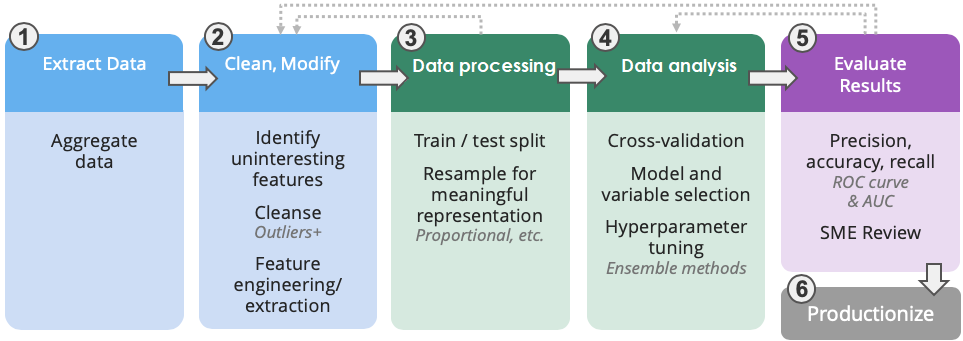 1
Extract Data
Aggregate
data
2
Clean, Modify
Identify
uninteresting
features
Cleanse
Outliers+
Feature
engineering/
extraction
3
Data processing
Train / test split
Resample for
meaningful
representation
Proportional, etc.
4
Data analysis
Cross-validation
Model and
variable selection
Hyperparameter
tuning
Ensemble methods
5
Evaluate
Results
Precision,
accuracy, recall
ROC curve
& AUC
SME Review
6
Productionize